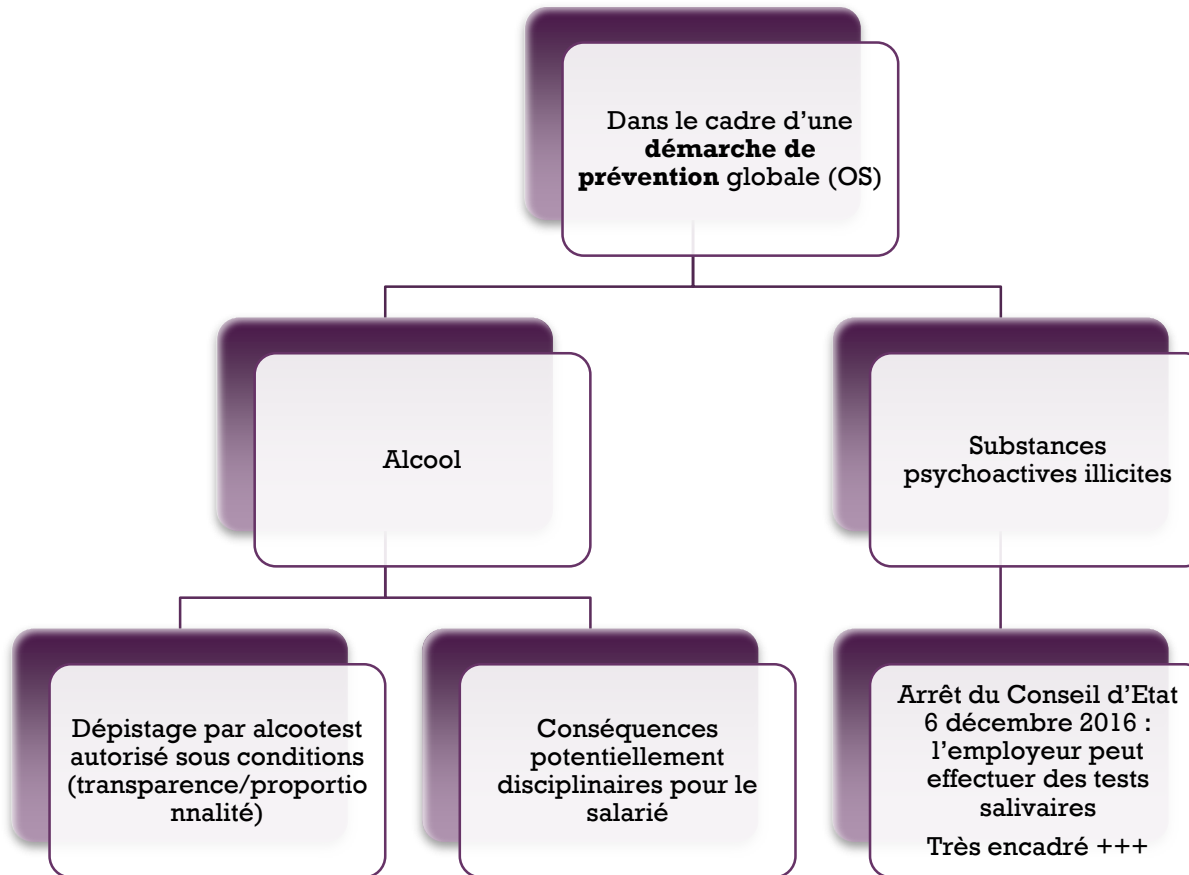 Dans le cadre d’une
démarche de
prévention globale (OS)
Alcool
Substances
psychoactives illicites
Dépistage par alcootest
autorisé sous conditions
(transparence/proportio
nnalité)
Conséquences
potentiellement
disciplinaires pour le
salarié
Arrêt du Conseil d’Etat
6 décembre 2016 :
l’employeur peut
effectuer des tests
salivaires
Très encadré +++